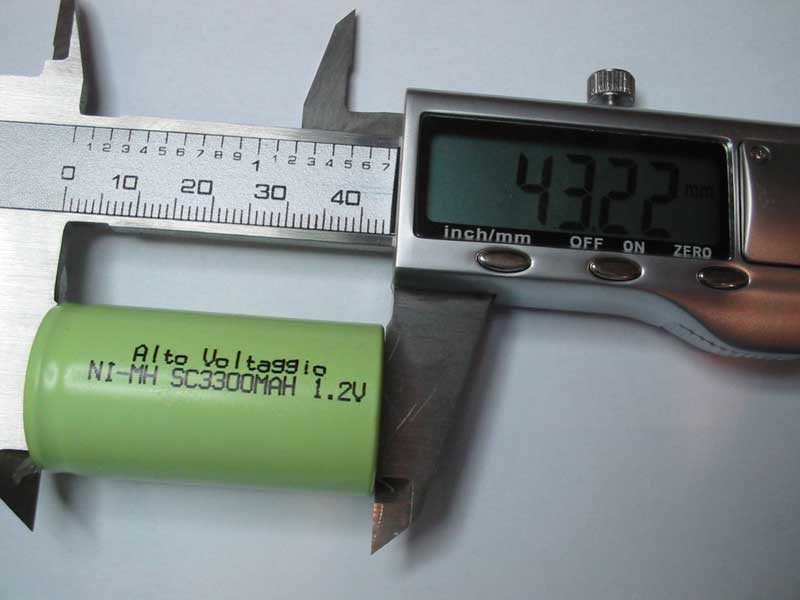 1 2 3 4 5 6 7 8 9 1 1 2 3 4 5 6 7
0 10 20 30 40
43.22 mm
inch/mm OFF ON ZERO
Alto Voltaggio
NI-MH SC3300MAH 1.2V